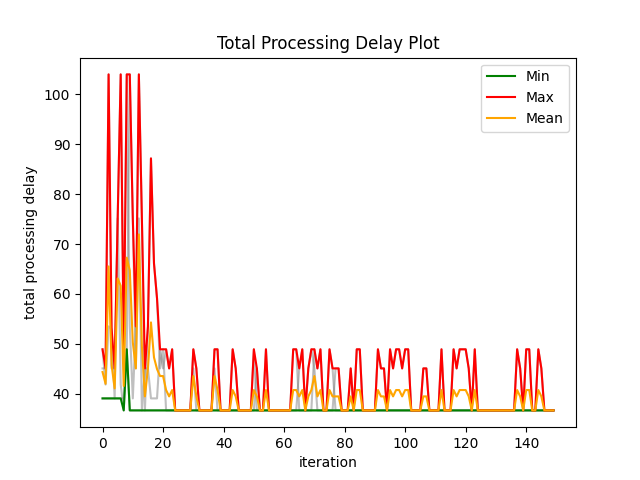 Total Processing Delay Plot
Min
Max
Mean
total processing delay
100
90
80
70
60
50
40
0 20 40 60 80 100 120 140
iteration